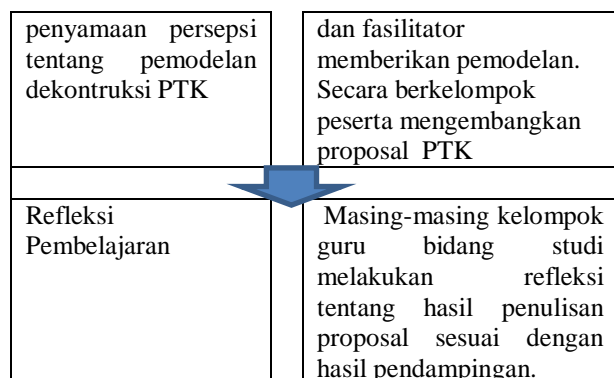 penyamaan persepsi
tentang pemodelan
dekontruksi PTK
dan fasilitator
memberikan pemodelan.
Secara berkelompok
peserta mengembangkan
proposal PTK
Refleksi
Pembelajaran
Masing-masing kelompok
guru bidang studi
melakukan refleksi
tentang hasil penulisan
proposal sesuai dengan
hasil pendampingan.